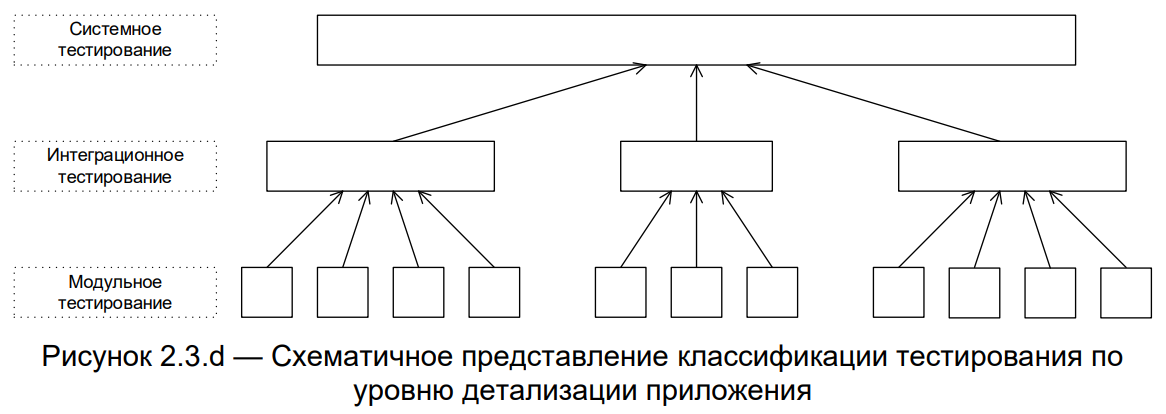 Системное
тестирование
Интеграционное
тестирование
Модульное
тестирование
Рисунок 2.3.d — Схематичное представление классификации тестирования по
уровню детализации приложения